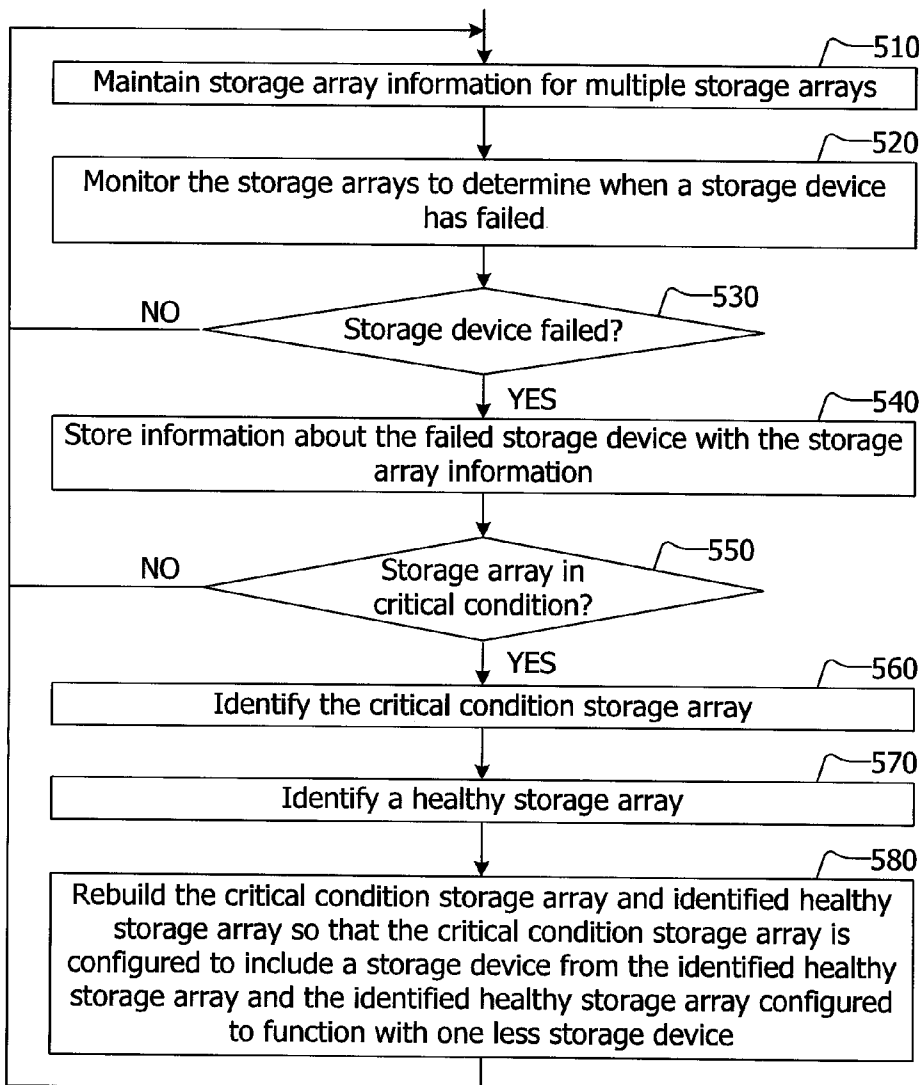 510
Maintain storage array information for multiple storage arrays
520
Monitor the storage arrays to determine when a storage device
has failed
530
NO
Storage device failed?
YES
540
Store information about the failed storage device with the storage
array information
550
NO
Storage array in
critical condition?
YES
560
Identify the critical condition storage array
570
Identify a healthy storage array
580
Rebuild the critical condition storage array and identified healthy
storage array so that the critical condition storage array is
configured to include a storage device from the identified healthy
storage array and the identified healthy storage array configured
to function with one less storage device